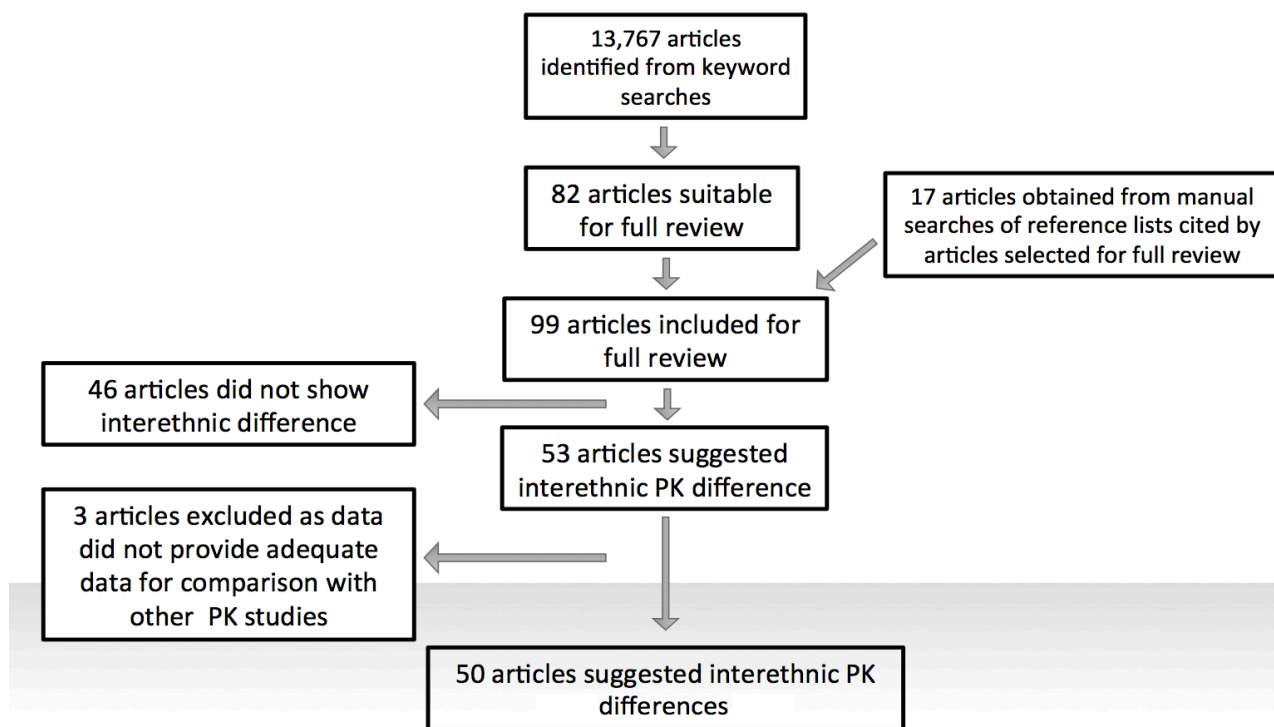 13,767 articles
identified from keyword
searches
82 articles suitable
for full review
17 articles obtained from manual
searches of reference lists cited by
articles selected for full review
99 articles included for
full review
46 articles did not show
interethnic difference
53 articles suggested
interethnic PK difference
3 articles excluded as data
did not provide adequate
data for comparison with
other PK studies
50 articles suggested interethnic PK
differences